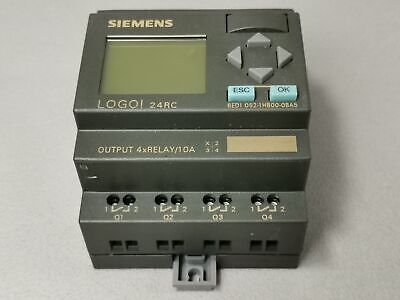 SIEMENS
ESC OK
LOGO! 24RC
6ED1 052-1HB00-0BA5
OUTPUT 4xRELAY/10A
X 2
3 4
1 2 1 2 1 2 1 2
Q1 Q2 Q3 Q4